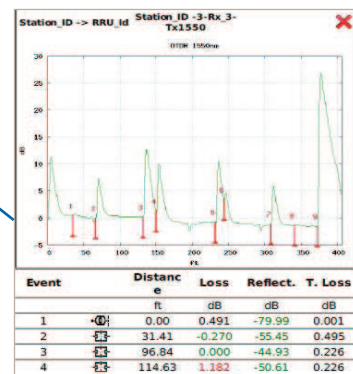 Station_ID -> RRU_Id Station_ID -3-Rx_3-
Tx1550
OTDR 1550nm
dB
30
25
20
15
10
5
0
-5
1 2 3 4 5 6 7 8 9
0 50 100 150 200 250 300 350 400
ft
Event Distanc
e Loss Reflect. T. Loss
ft dB dB dB
1 0.00 0.491 -79.99 0.001
2 31.41 -0.270 -55.45 0.495
3 96.84 0.000 -44.93 0.226
4 114.63 1.182 -50.61 0.226